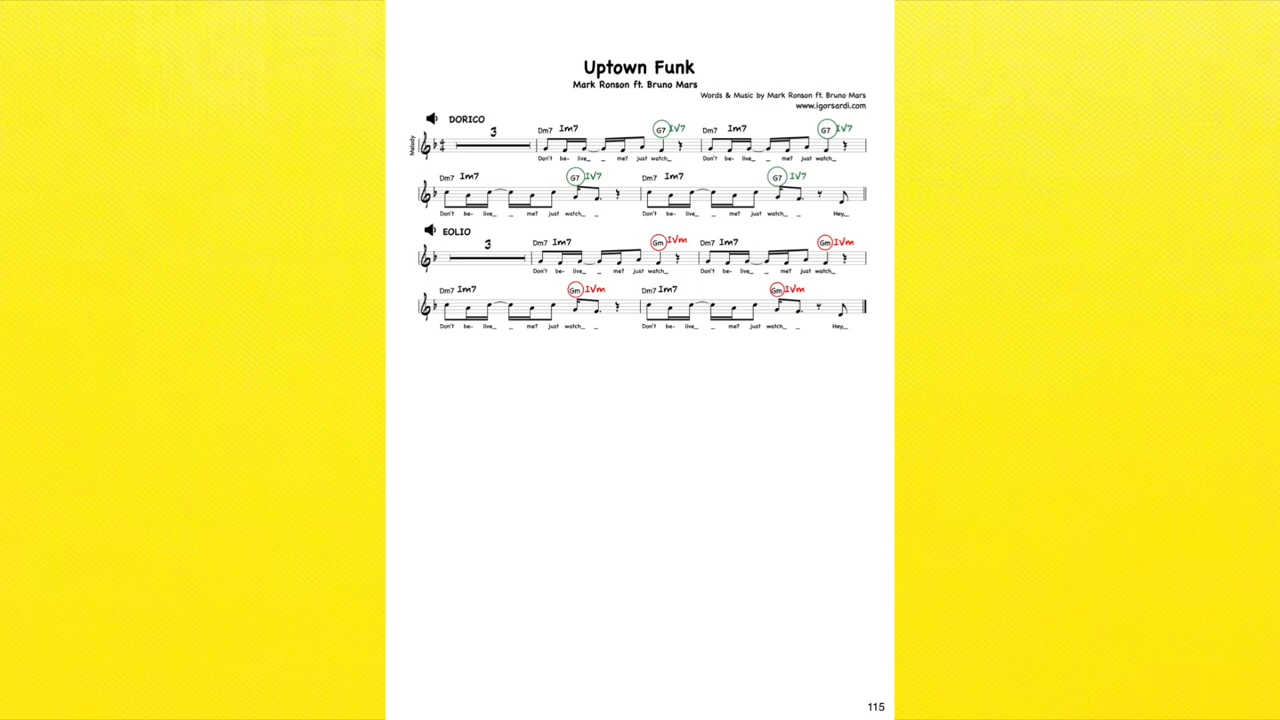 Uptown Funk
Mark Ronson ft. Bruno Mars
Words & Music by Mark Ronson ft. Bruno Mars
www.igorsardi.com
DORICO
Melody
3
Dm7 Im7 G7 IV7 Dm7 Im7 G7 IV7
Don't be- live_ _ me? just watch_ Don't be- live_ _ me? just watch_
Dm7 Im7 G7 IV7 Dm7 Im7 G7 IV7
Don't be- live_ _ me? just watch_ _ Don't be- live_ _ me? just watch_ _ Hey_
EOLIO
3
Dm7 Im7 Gm IVm Dm7 Im7 Gm IVm
Don't be- live_ _ me? just watch_ Don't be- live_ _ me? just watch_
Dm7 Im7 Gm IVm Dm7 Im7 Gm IVm
Don't be- live_ _ me? just watch_ _ Don't be- live_ _ me? just watch_ _ Hey_
115